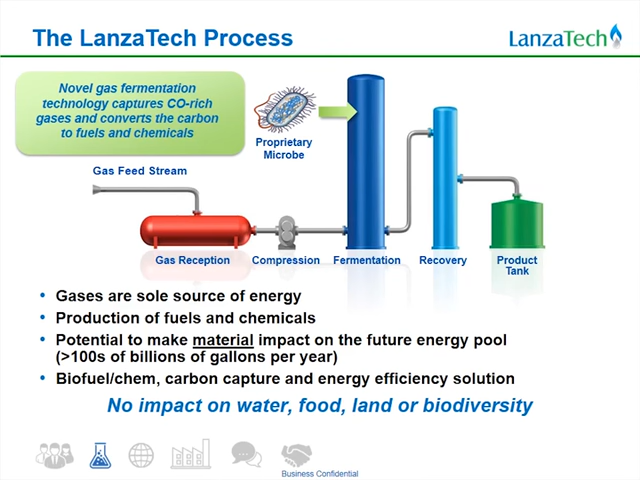 The LanzaTech Process
LanzaTech
Novel gas fermentation
technology captures CO-rich
gases and converts the carbon
to fuels and chemicals
Proprietary
Microbe
Gas Feed Stream
Gas Reception
Compression
Fermentation
Recovery
Product
Tank
• Gases are sole source of energy
• Production of fuels and chemicals
• Potential to make material impact on the future energy pool
(>100s of billions of gallons per year)
• Biofuel/chem, carbon capture and energy efficiency solution
No impact on water, food, land or biodiversity
Business Confidential